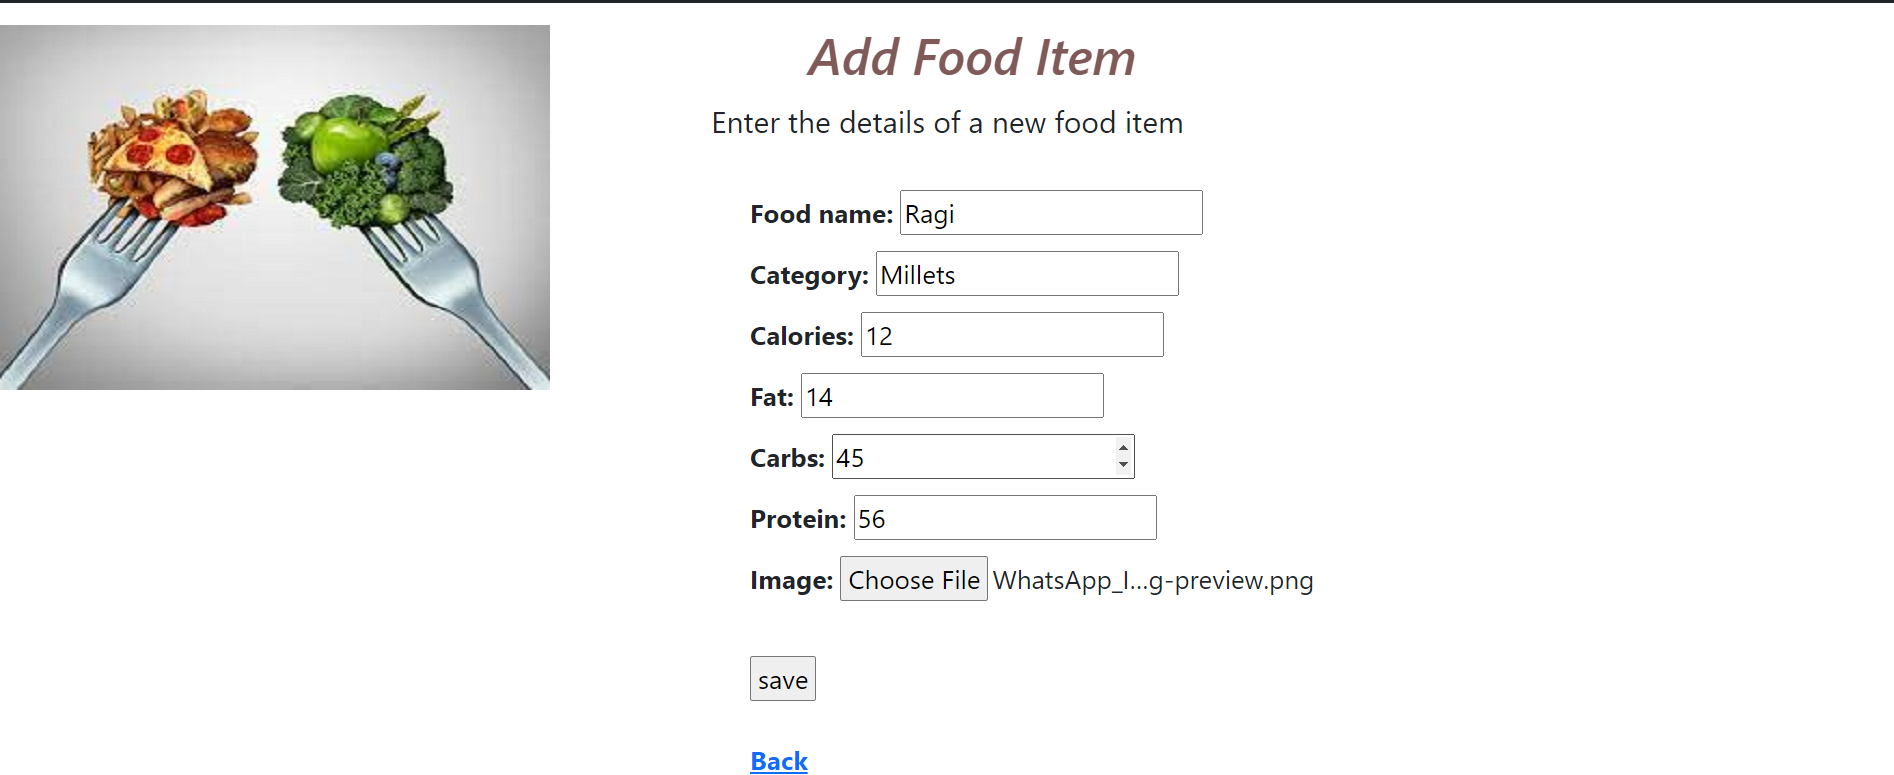 Add Food Item
Enter the details of a new food item
Food name: Ragi
Category: Millets
Calories: 12
Fat: 14
Carbs: 45
Protein: 56
Image: Choose File WhatsApp_I...g-preview.png
save
Back